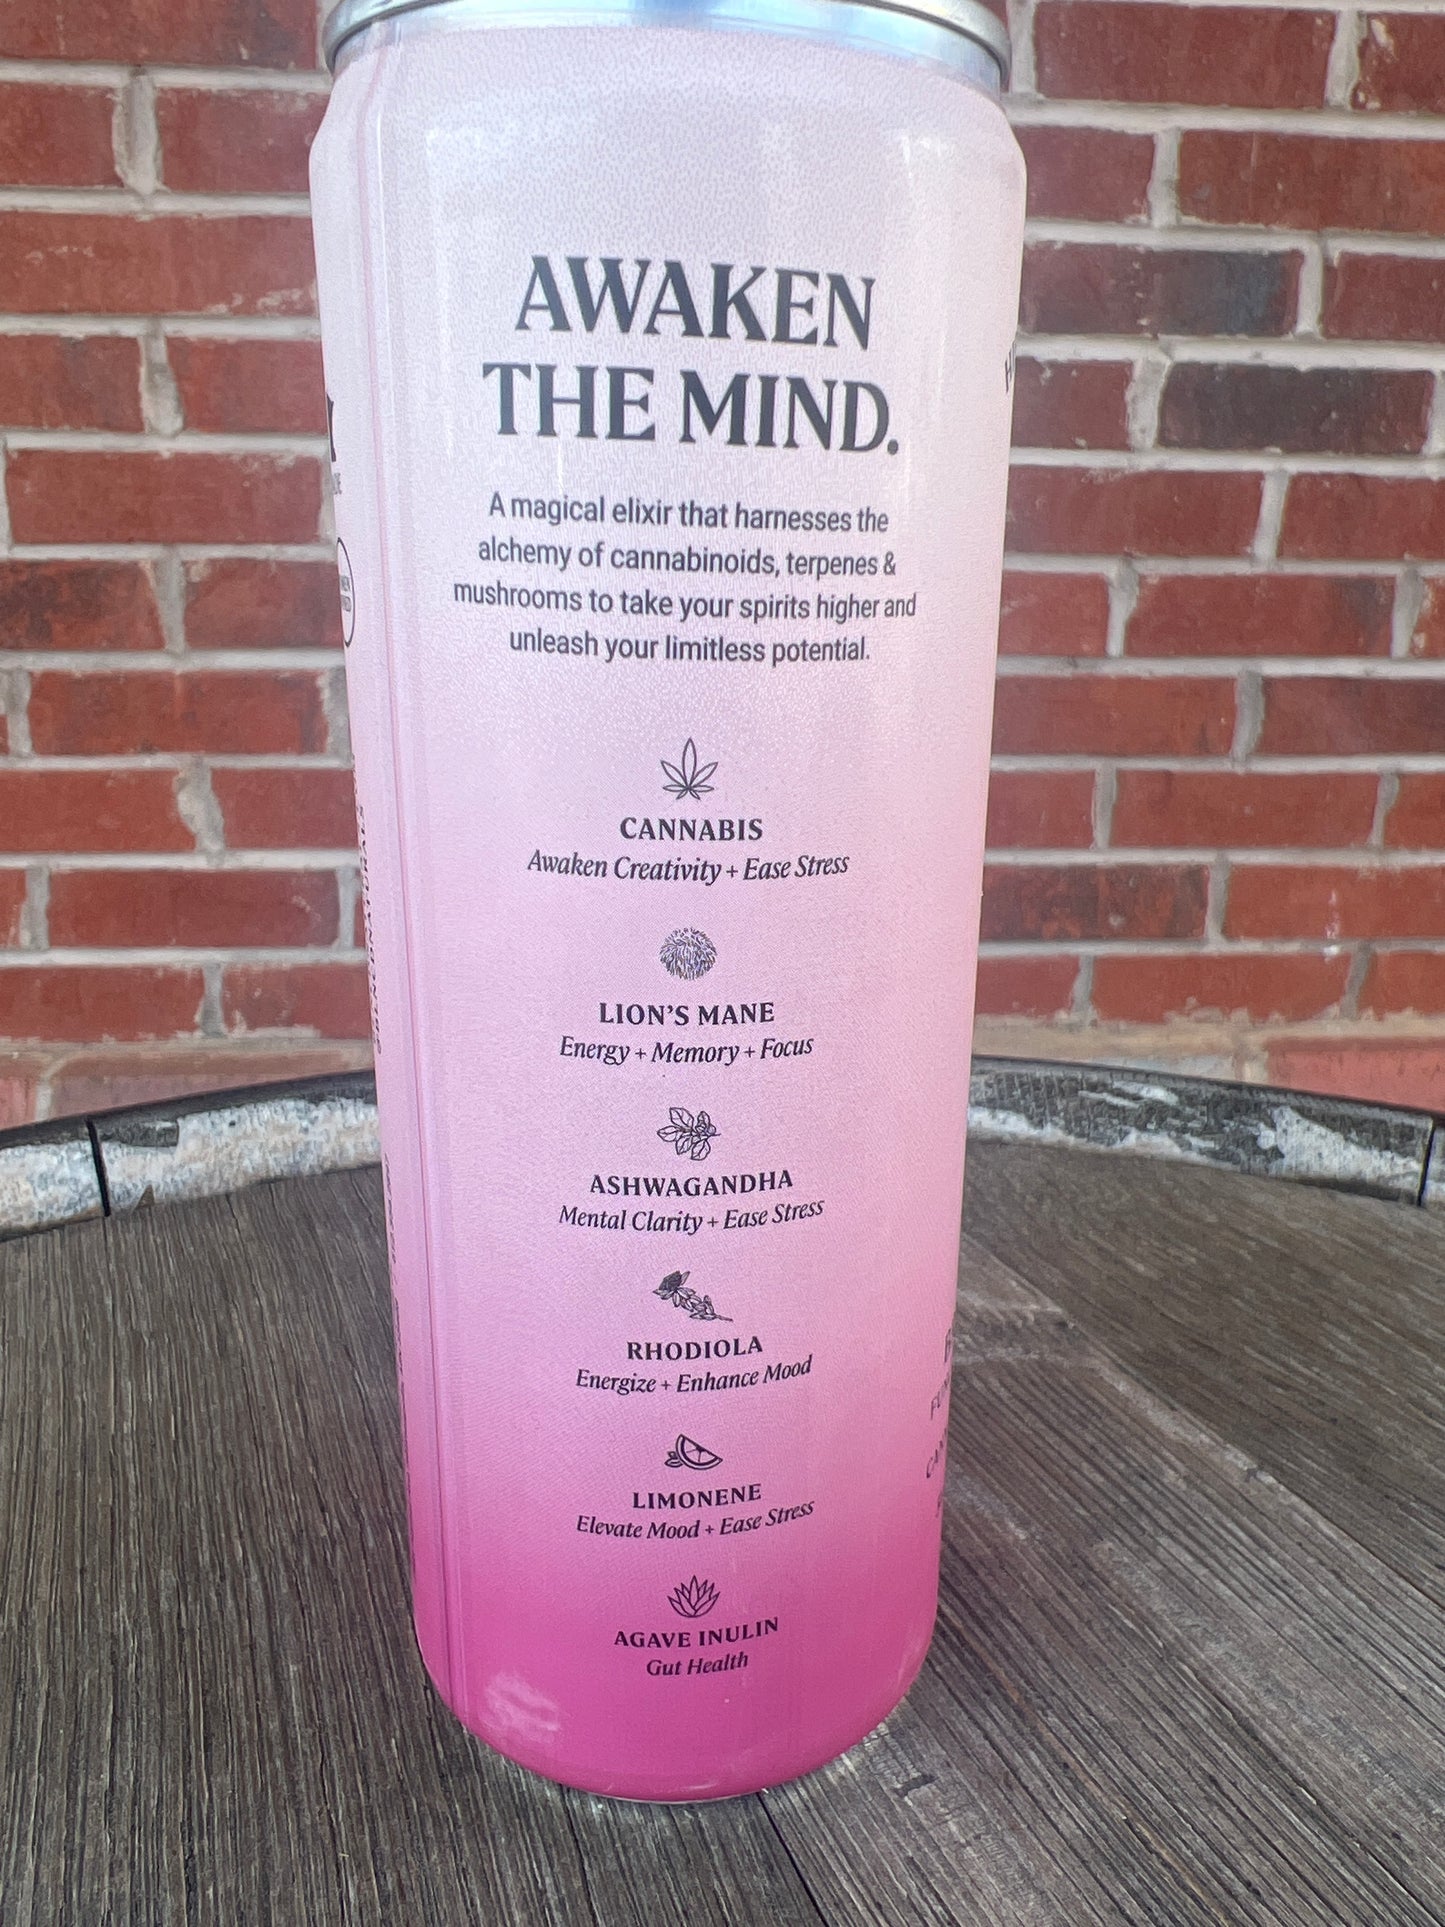 AWAKEN
THE MIND.
A magical elixir that harnesses the
alchemy of cannabinoids, terpenes &
mushrooms to take your spirits higher and
unleash your limitless potential.
CANNABIS
Awaken Creativity + Ease Stress
LION'S MANE
Energy + Memory + Focus
ASHWAGANDHA
Mental Clarity + Ease Stress
RHODIOLA
Energize + Enhance Mood
LIMONENE
Elevate Mood + Ease Stress
AGAVE INULIN
Gut Health